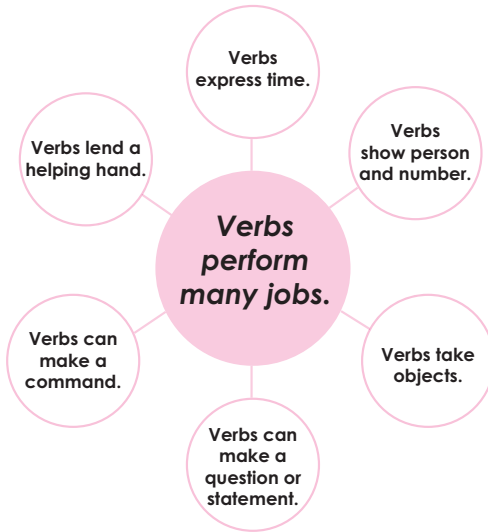 Verbs
express time.
Verbs lend a
helping hand.
Verbs
show person
and number.
Verbs
perform
many jobs.
Verbs can
make a
command.
Verbs take
objects.
Verbs can
make a
question or
statement.